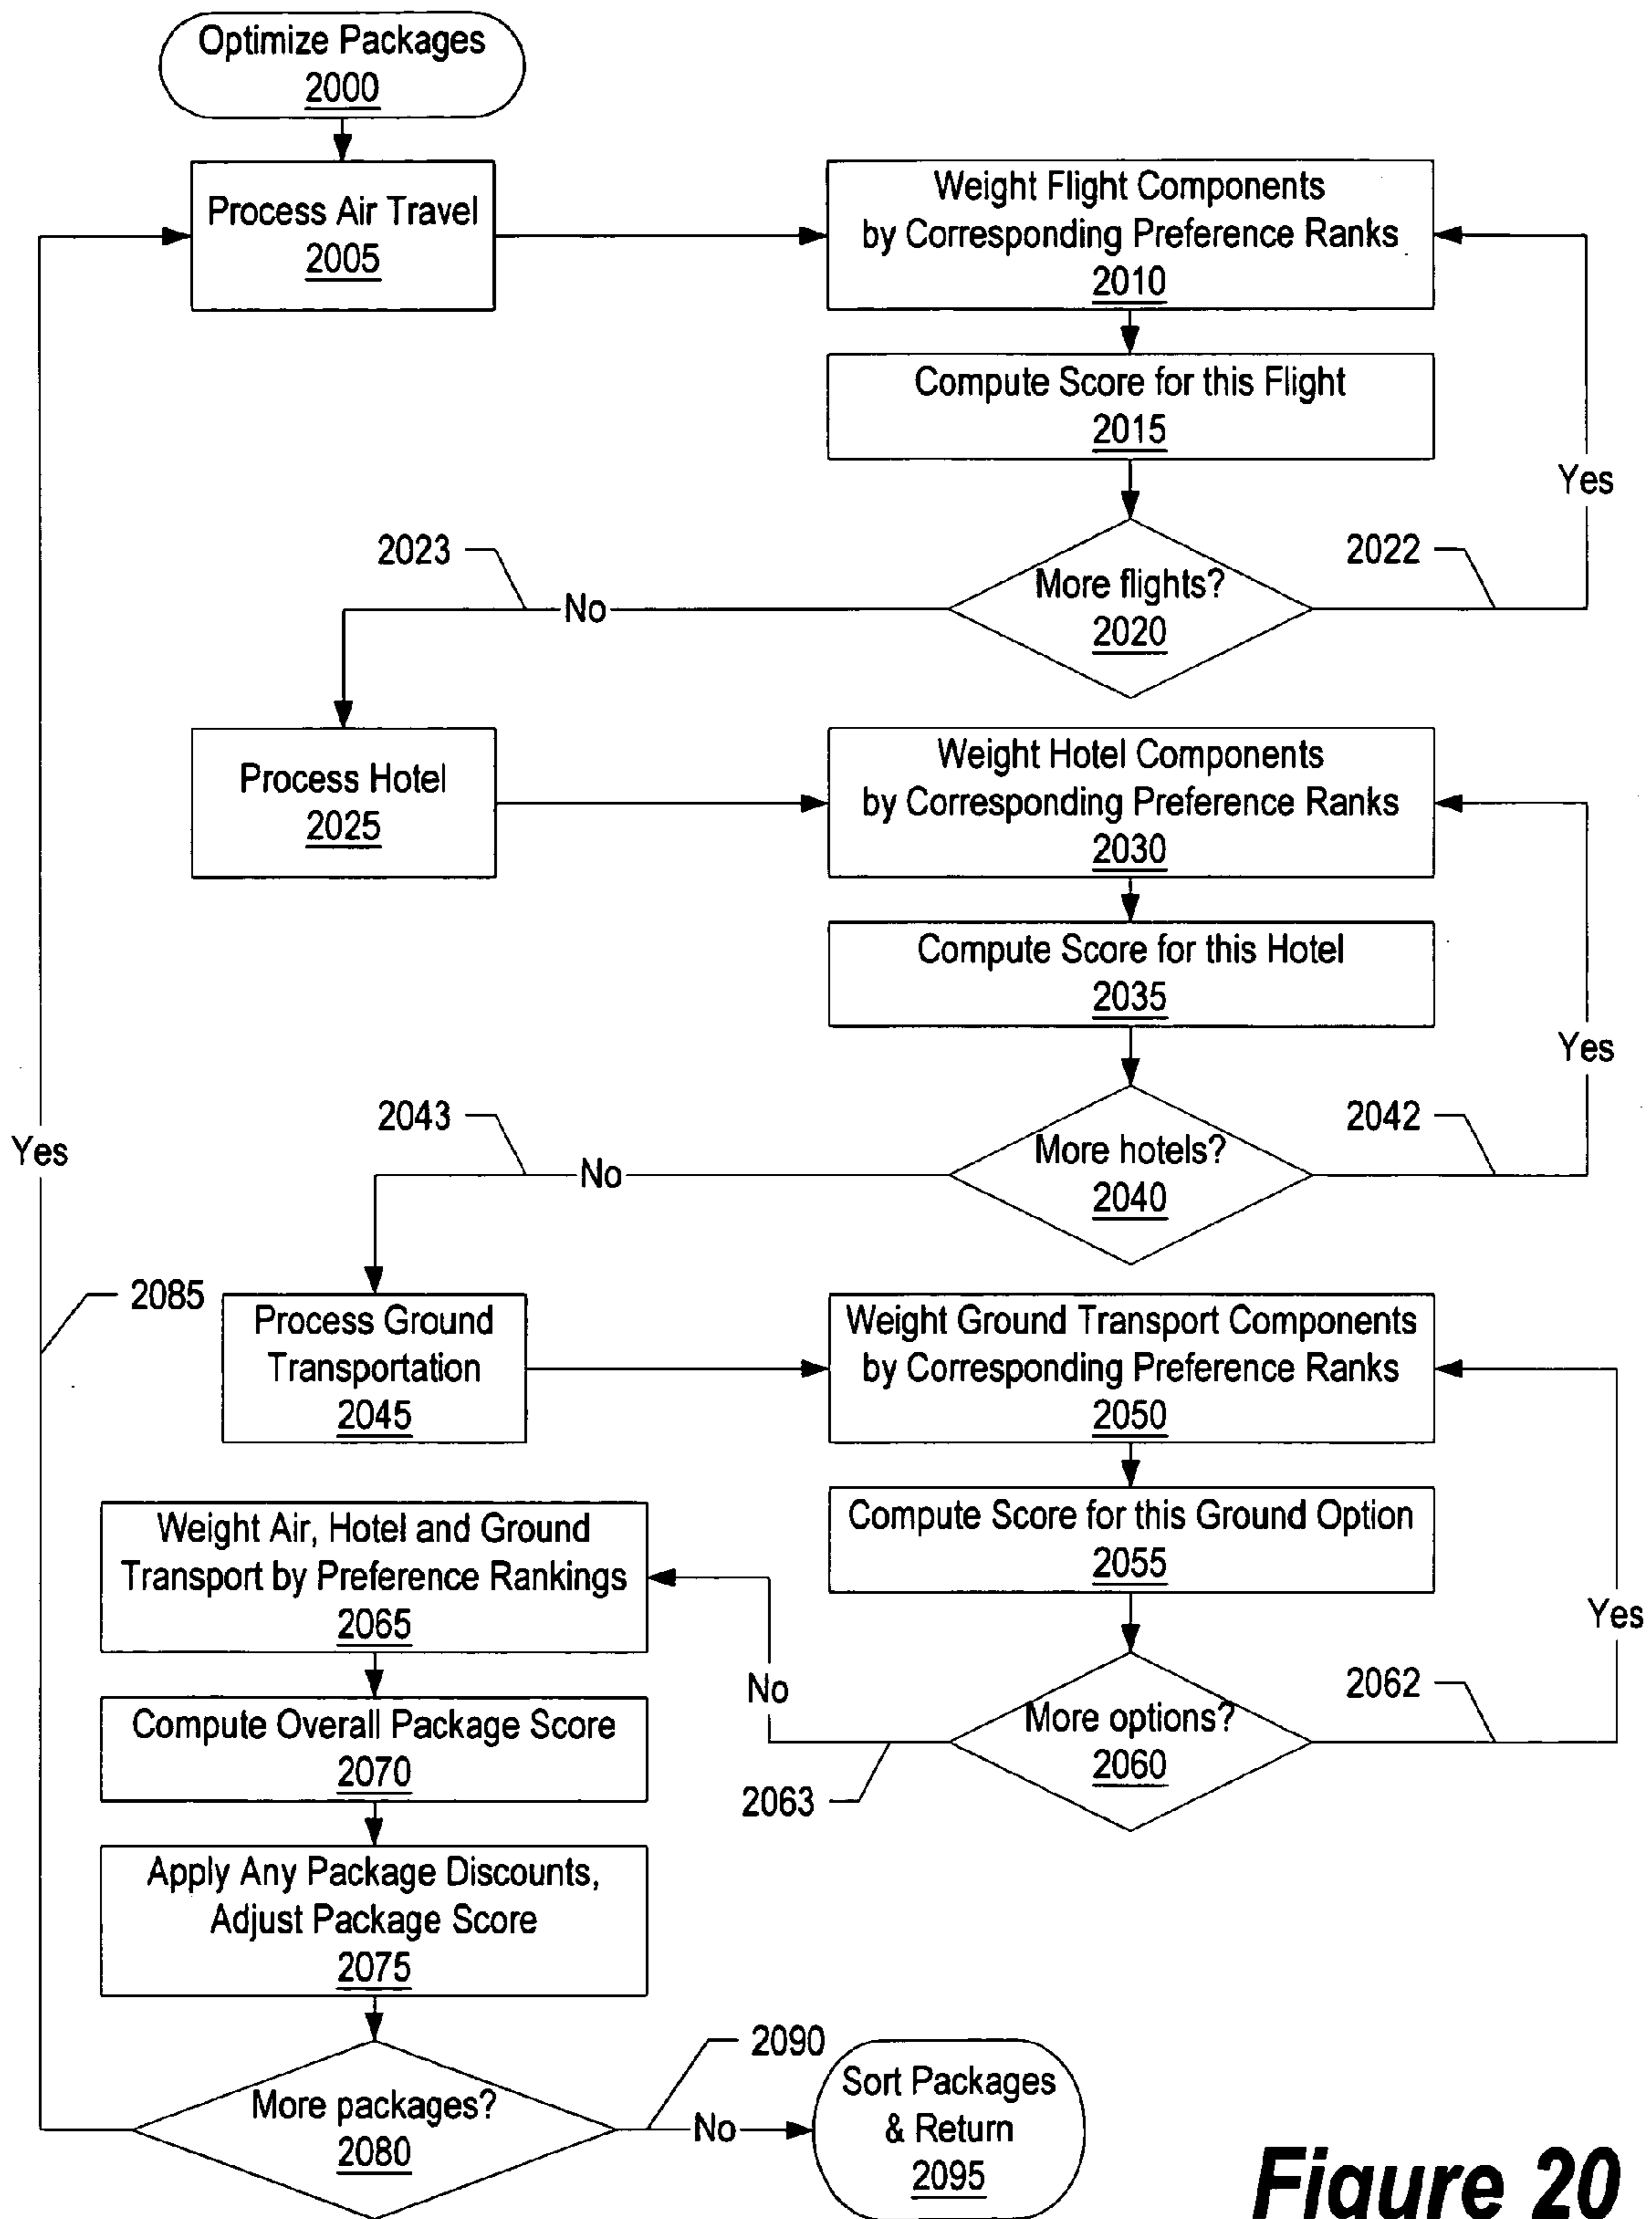 Optimize Packages
2000
Process Air Travel
2005
Weight Flight Components
by Corresponding Preference Ranks
2010
Compute Score for this Flight
2015
Yes
More flights?
2020
2022
2023
No
Process Hotel
2025
Weight Hotel Components
by Corresponding Preference Ranks
2030
Compute Score for this Hotel
2035
Yes
More hotels?
2040
2042
2043
No
Yes
2085
Process Ground
Transportation
2045
Weight Ground Transport Components
by Corresponding Preference Ranks
2050
Compute Score for this Ground Option
2055
Yes
More options?
2060
2062
No
2063
Weight Air, Hotel and Ground
Transport by Preference Rankings
2065
Compute Overall Package Score
2070
Apply Any Package Discounts,
Adjust Package Score
2075
More packages?
2080
2090
No
Sort Packages
& Return
2095
Figure 20